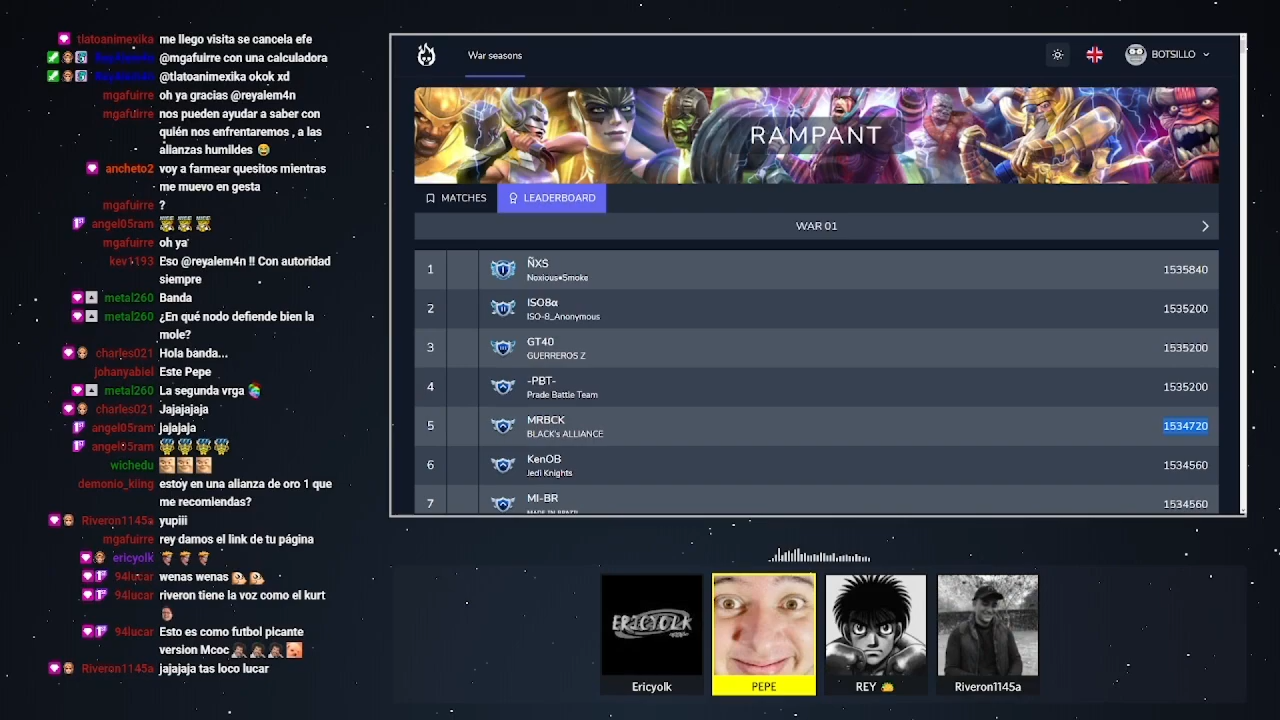 tlatoanimexika me llego visita se cancela efe
@mgafuirre con una calculadora
@tlatoanimexika okok xd
mgafuirre oh ya gracias @reyalem4n
mgafuirre nos pueden ayudar a saber con
quién nos enfrentaremos , a las
alianzas humildes 😂
ancheto2 voy a farmear quesitos mientras
me muevo en gesta
mgafuirre ?
angel05ram
mgafuirre oh ya
kev1193 Eso @reyalem4n !! Con autoridad
siempre
metal260 Banda
metal260 ¿En qué nodo defiende bien la
mole?
charles021 Hola banda...
johanyabiel Este Pepe
metal260 La segunda vrga
charles021 Jajajajaja
angel05ram jajajaja
angel05ram
wichedu
demonio_kiing estoy en una alianza de oro 1 que
me recomiendas?
Riveron1145a yupiii
mgafuirre rey damos el link de tu página
ericyolk
94lucar wenas wenas
94lucar riveron tiene la voz como el kurt
94lucar Esto es como futbol picante
version Mcoc
Riveron1145a jajajaja tas loco lucar
War seasons
BOTSILLO
RAMPANT
MATCHES
LEADERBOARD
WAR 01
1 ÑXS 1535840
Noxious•Smoke
2 ISO8α 1535200
ISO-8_Anonymous
3 GT40 1535200
GUERREROS Z
4 -PBT- 1535200
Prade Battle Team
5 MRBCK 1534720
BLACK's ALLIANCE
6 KenOB 1534560
Jedi Knights
7 MI-BR 1534560
MADE IN BRAZIL
ERICYOLK
Ericyolk
PEPE
REY 🌮
Riveron1145a